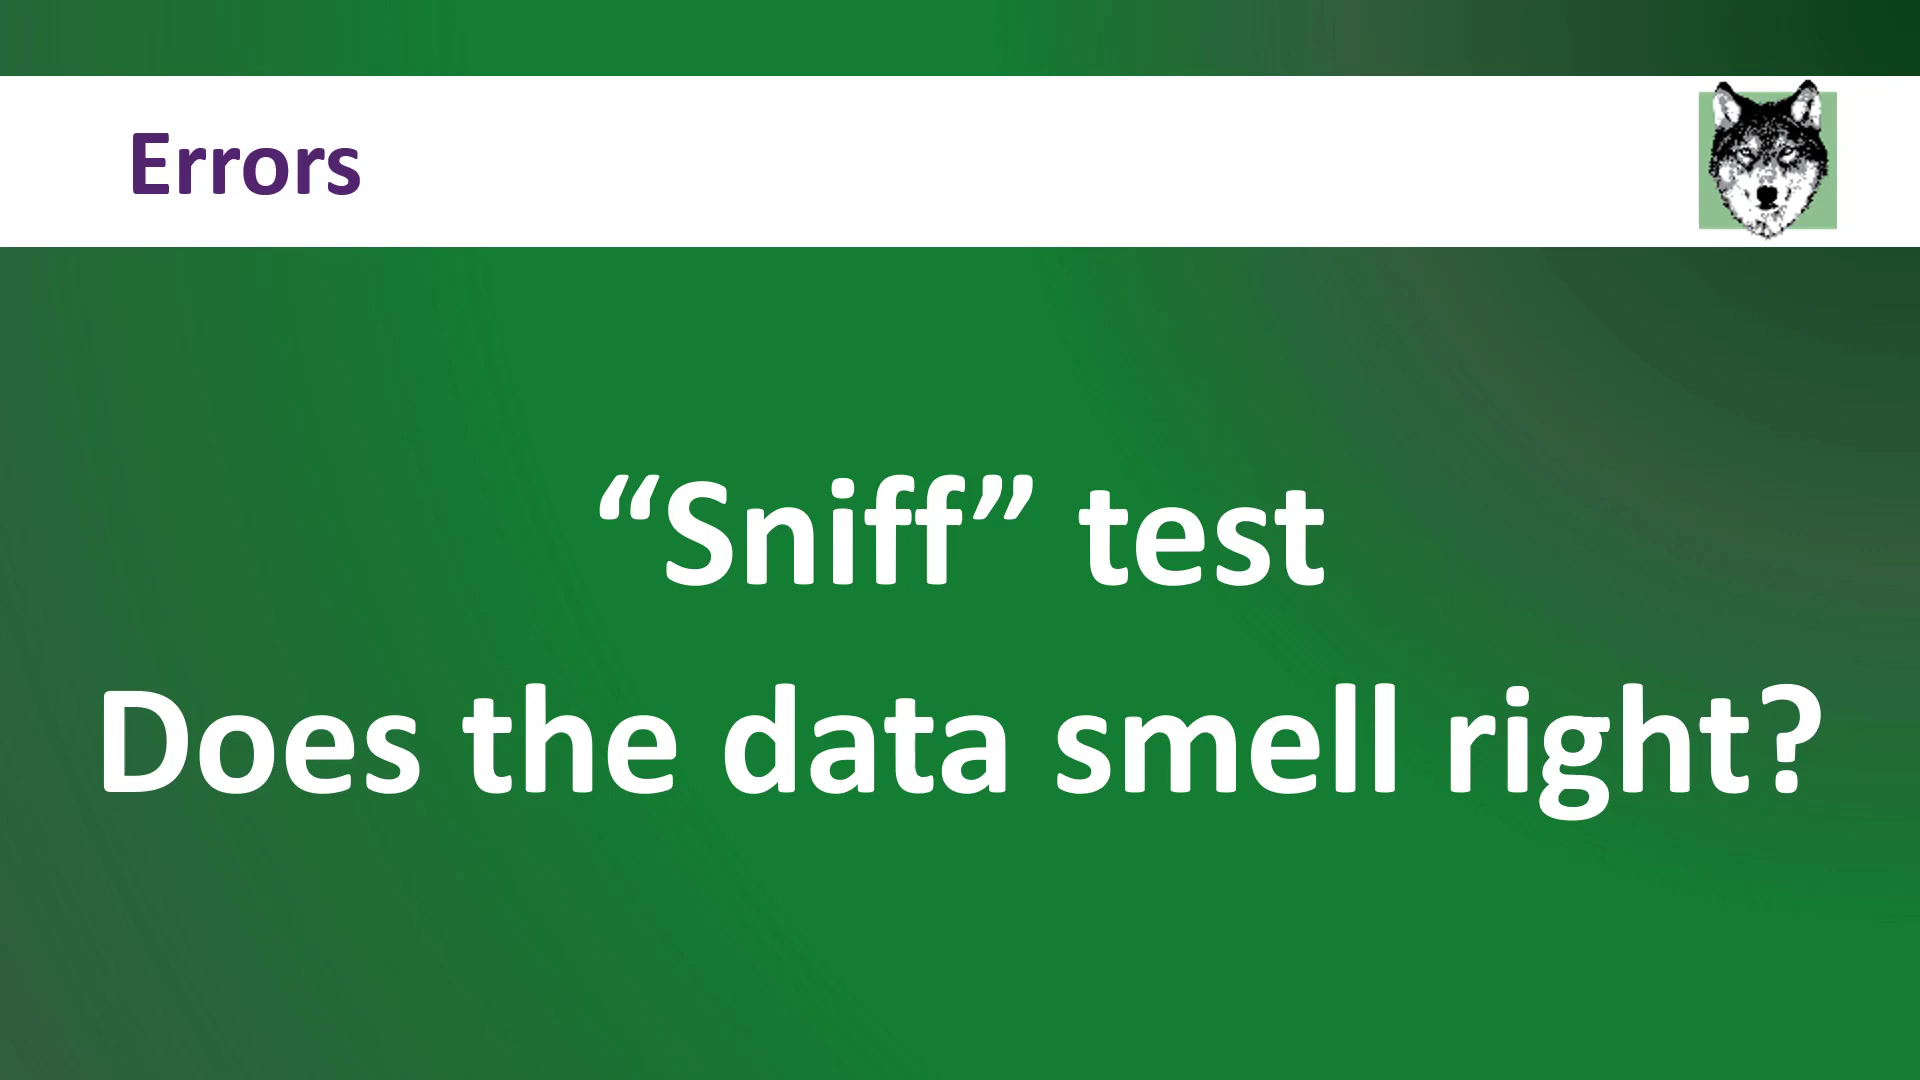 Errors
“Sniff” test
Does the data smell right?